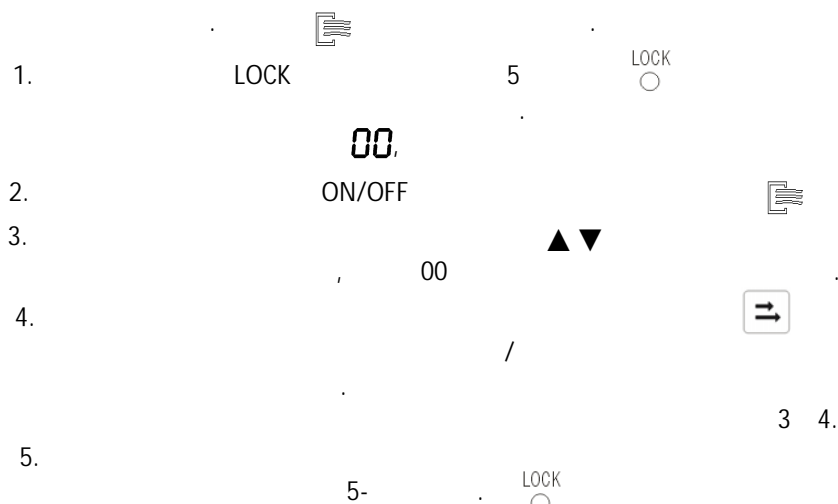 . .
1. LOCK 5 LOCK
.
00,
2. ON/OFF
3. ▲ ▼
, 00 .
4.
/
.
3 4.
5.
5- . LOCK